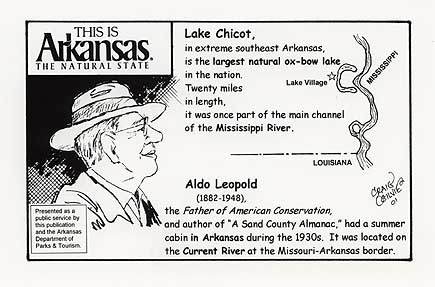 THIS IS
Arkansas.
THE NATURAL STATE
Lake Chicot,
in extreme southeast Arkansas,
is the largest natural ox-bow lake
in the nation.
Twenty miles
in length,
it was once part of the main channel
of the Mississippi River.
MISSISSIPPI
Lake Village
LOUISIANA
Aldo Leopold
(1882-1948),
the Father of American Conservation,
and author of "A Sand County Almanac," had a summer
cabin in Arkansas during the 1930s. It was located on
the Current River at the Missouri-Arkansas border.
Presented as a
public service by
this publication
and the Arkansas
Department of
Parks & Tourism.
CRAIG
01